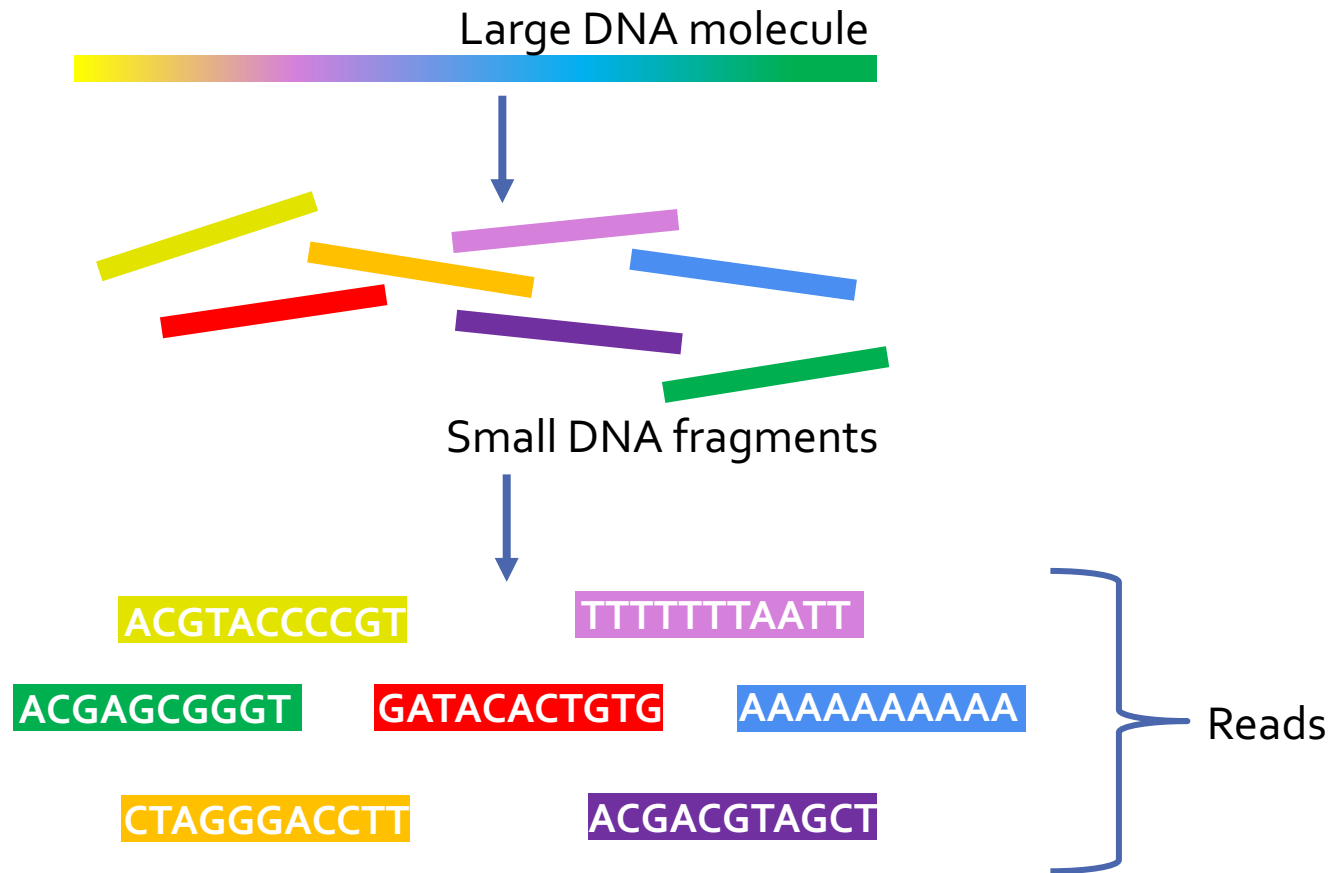 Large DNA molecule
Small DNA fragments
ACGTACCCCGT
TTTTTTTAATT
ACGAGCGGGT
GATACACTGTG
AAAAAAAAAA
Reads
CTAGGGACCTT
ACGACGTAGCT